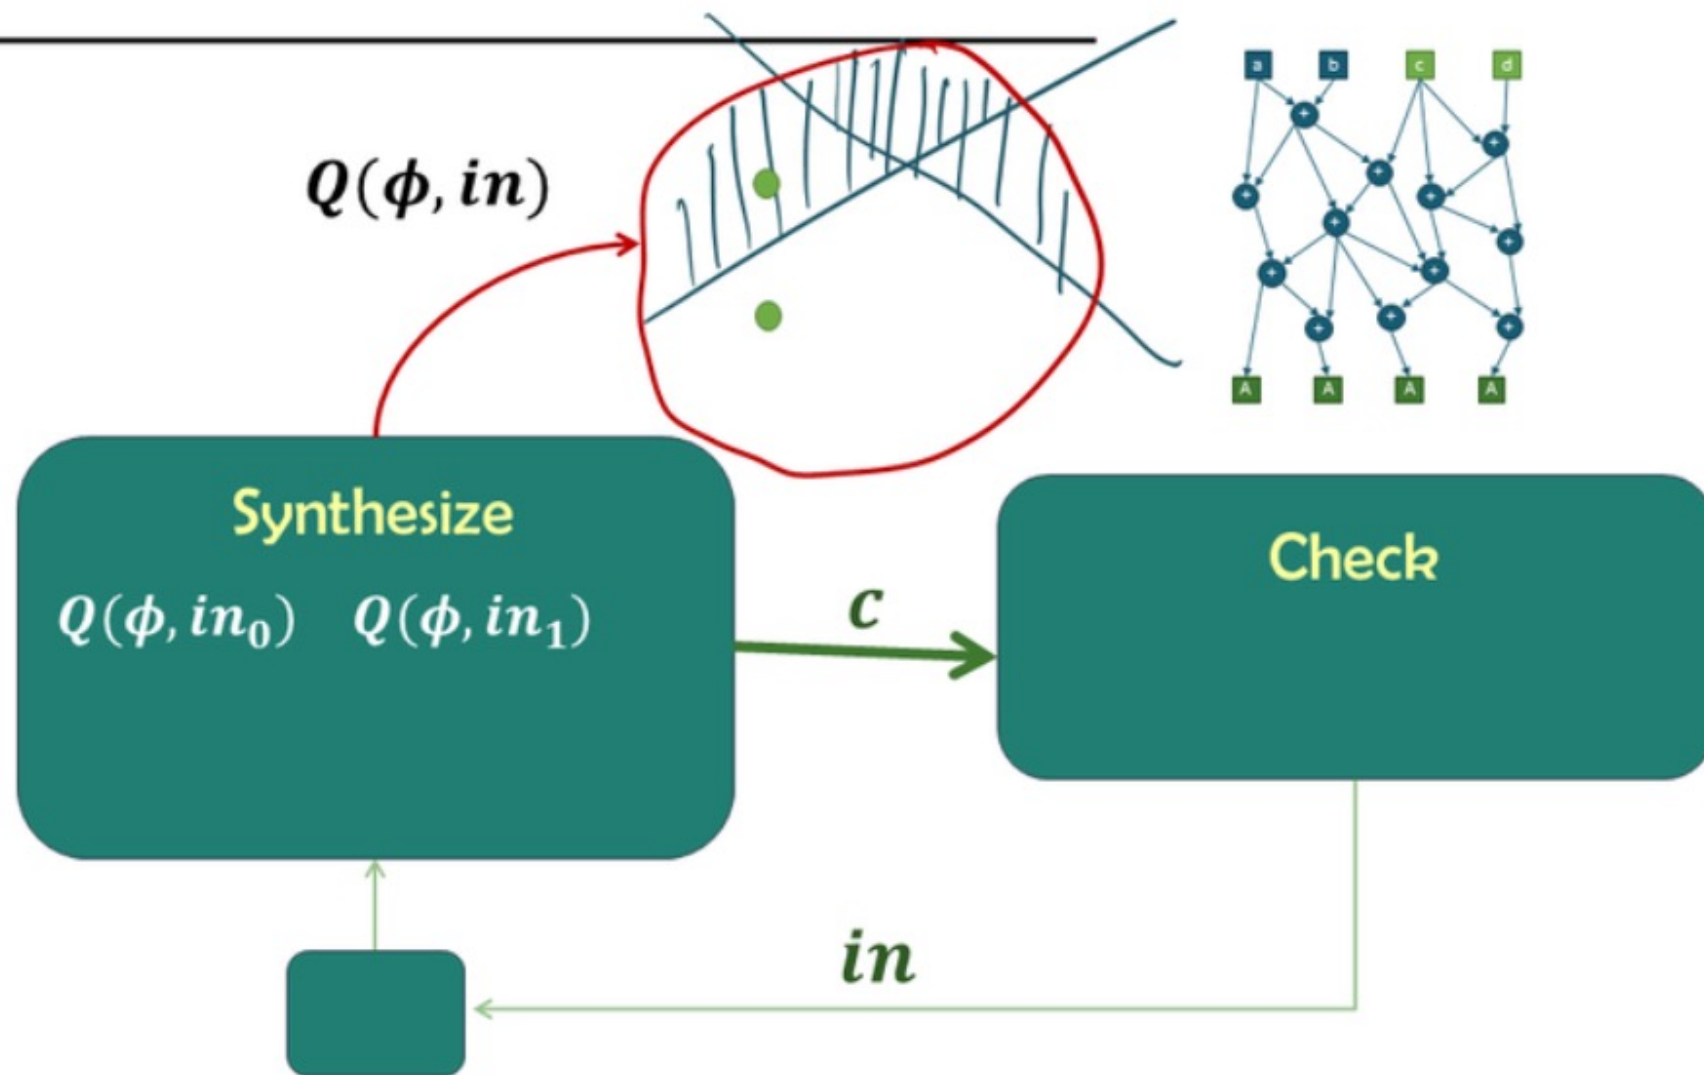 a b c d
Q(ϕ, in)
+
+
+
+
+
+
+
+
+
+
+
+
+
A A A A
Synthesize
Q(ϕ, in₀) Q(ϕ, in₁)
c
Check
in